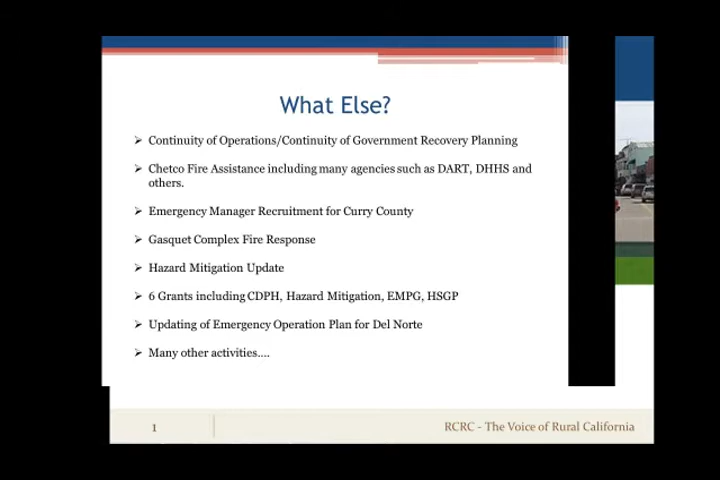 What Else?
Continuity of Operations/Continuity of Government Recovery Planning
Chetco Fire Assistance including many agencies such as DART, DHHS and
others.
Emergency Manager Recruitment for Curry County
Gasquet Complex Fire Response
Hazard Mitigation Update
6 Grants including CDPH, Hazard Mitigation, EMPG, HSGP
Updating of Emergency Operation Plan for Del Norte
Many other activities....
1
RCRC - The Voice of Rural California